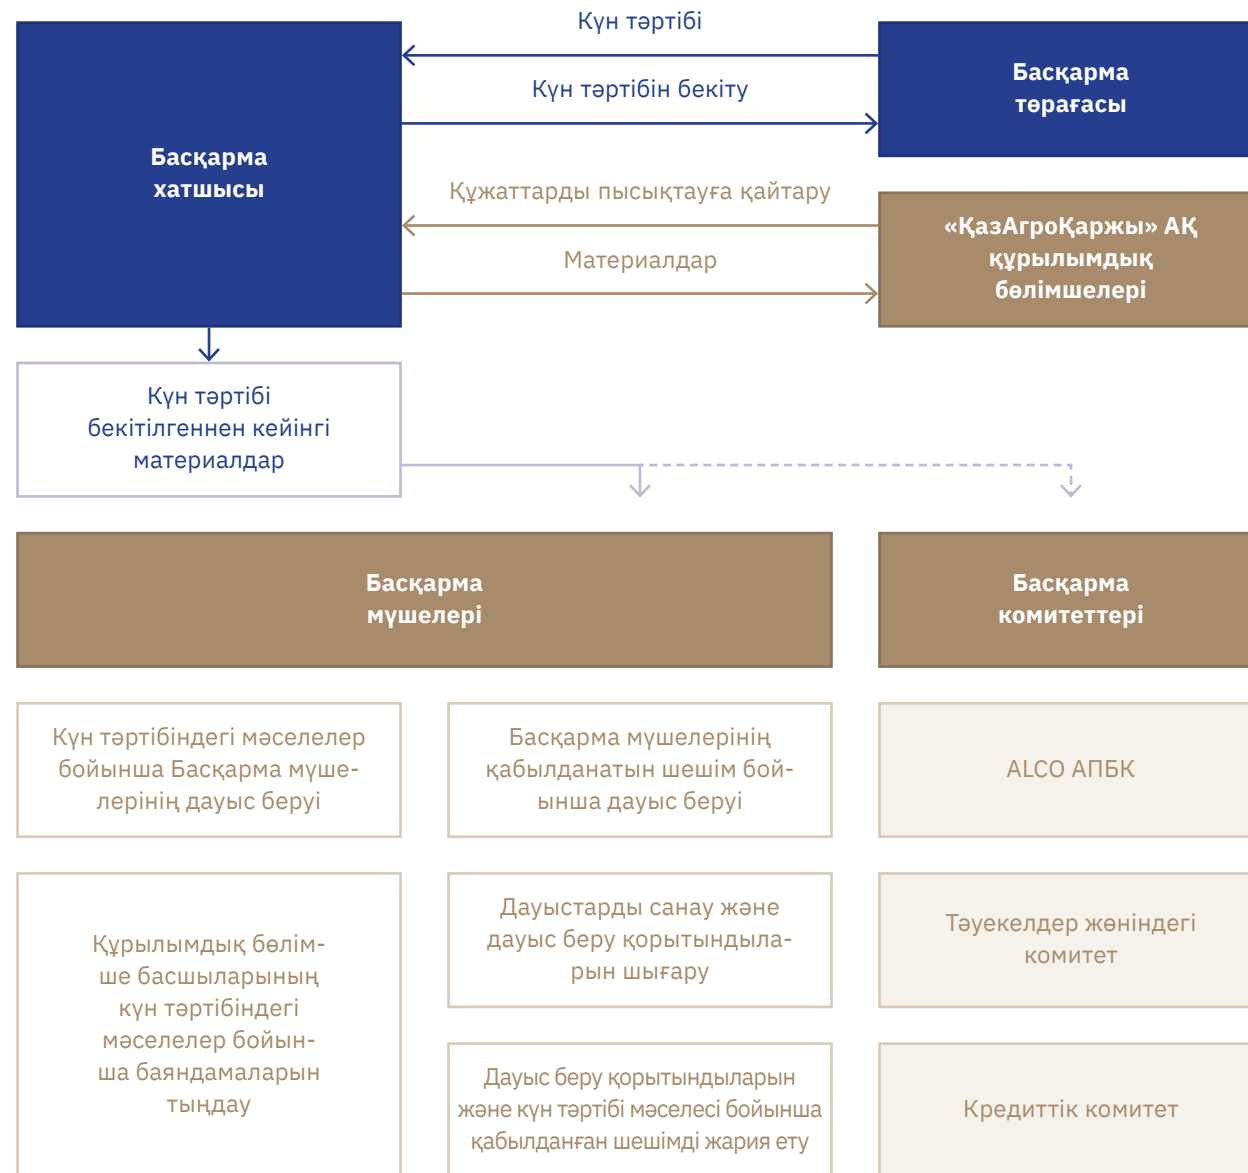 Күн тәртібі
Басқарма
хатшысы
Күн тәртібін бекіту
Басқарма
төрағасы
Құжаттарды пысықтауға қайтару
Материалдар
«ҚазАгроҚаржы» АҚ
құрылымдық
бөлімшелері
Күн тәртібі
бекітілгеннен кейінгі
материалдар
Басқарма
мүшелері
Басқарма
комитеттері
Күн тәртібіндегі мәселелер
бойынша Басқарма мүше-
лерінің дауыс беруі
Басқарма мүшелерінің
қабылданатын шешім бой-
ынша дауыс беруі
ALCO АПБК
Құрылымдық бөлім-
ше басшыларының
күн тәртібіндегі
мәселелер бойын-
ша баяндамаларын
тыңдау
Дауыстарды санау және
дауыс беру қорытындыла-
рын шығару
Тәуекелдер жөніндегі
комитет
Дауыс беру қорытындыларын
және күн тәртібі мәселесі бойынша
қабылданған шешімді жария ету
Кредиттік комитет